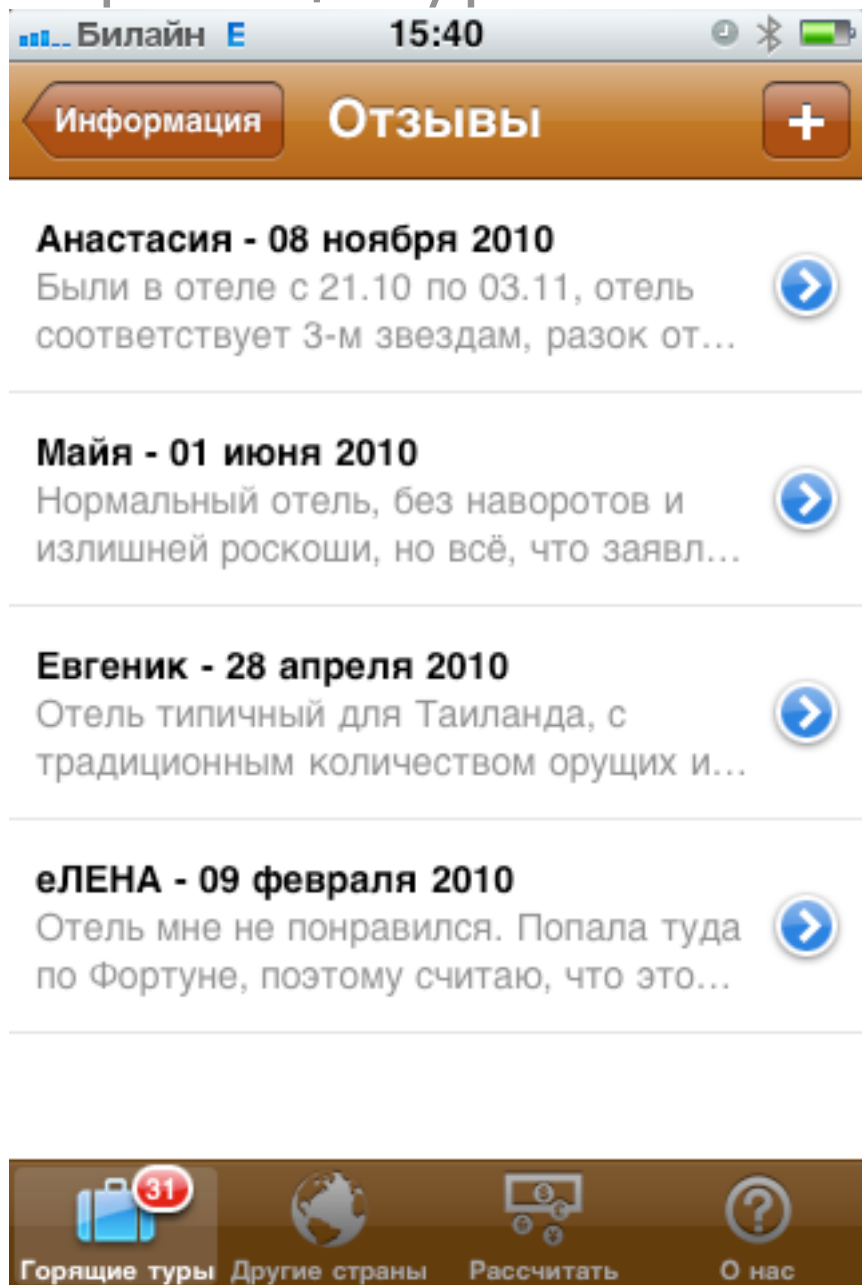 Билайн E 15:40
Информация Отзывы +
Анастасия - 08 ноября 2010
Были в отеле с 21.10 по 03.11, отель
соответствует 3-м звездам, разок от...
Майя - 01 июня 2010
Нормальный отель, без наворотов и
излишней роскоши, но всё, что заявл...
Евгеник - 28 апреля 2010
Отель типичный для Таиланда, с
традиционным количеством орущих и...
еЛЕНА - 09 февраля 2010
Отель мне не понравился. Попала туда
по Фортуне, поэтому считаю, что это...
31
Горящие туры Другие страны Рассчитать О нас